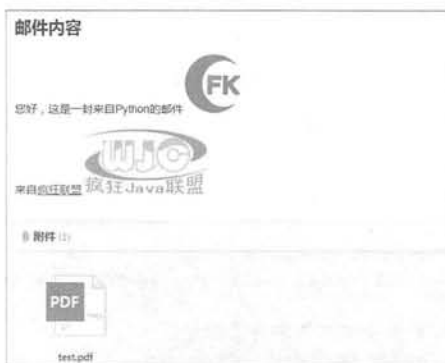 邮件内容
FK
您好，这是一封来自Python的邮件
WJC
来自疯狂联盟 疯狂Java联盟
附件
PDF
test.pdf